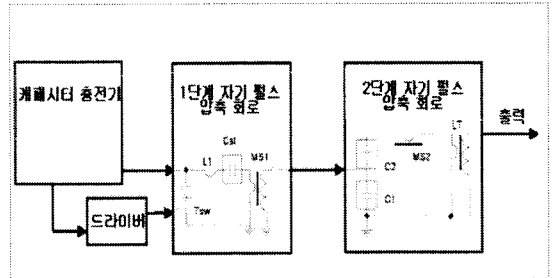 캐패시터 충전기
1단계 자기 펄스
압축 회로
2단계 자기 펄스
압축 회로
출력
Cst
L1
MS1
Tsw
드라이버
LT
MS2
C2
C1